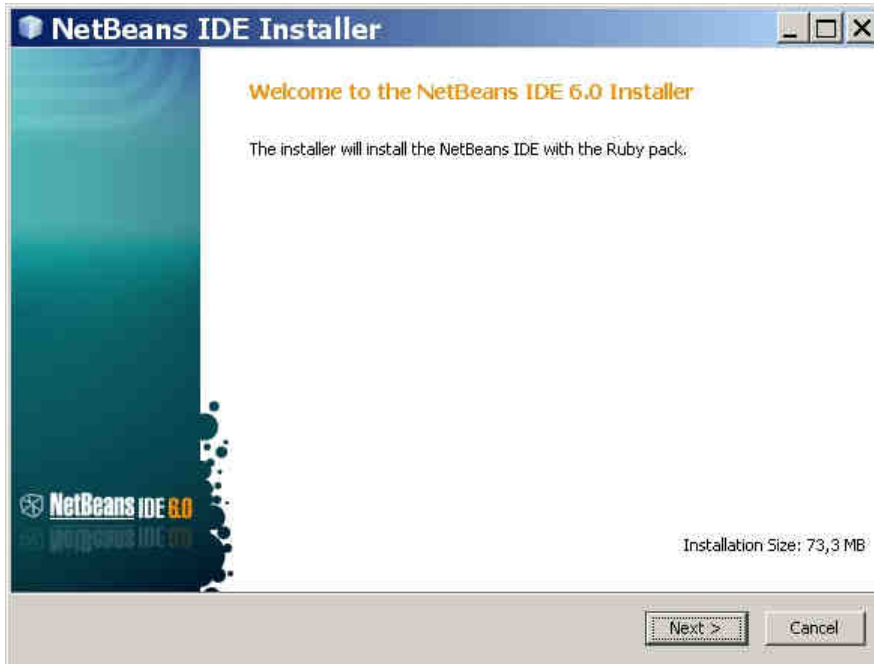 NetBeans IDE Installer
Welcome to the NetBeans IDE 6.0 Installer
The installer will install the NetBeans IDE with the Ruby pack.
NetBeans IDE 6.0
Installation Size: 73,3 MB
Next >
Cancel